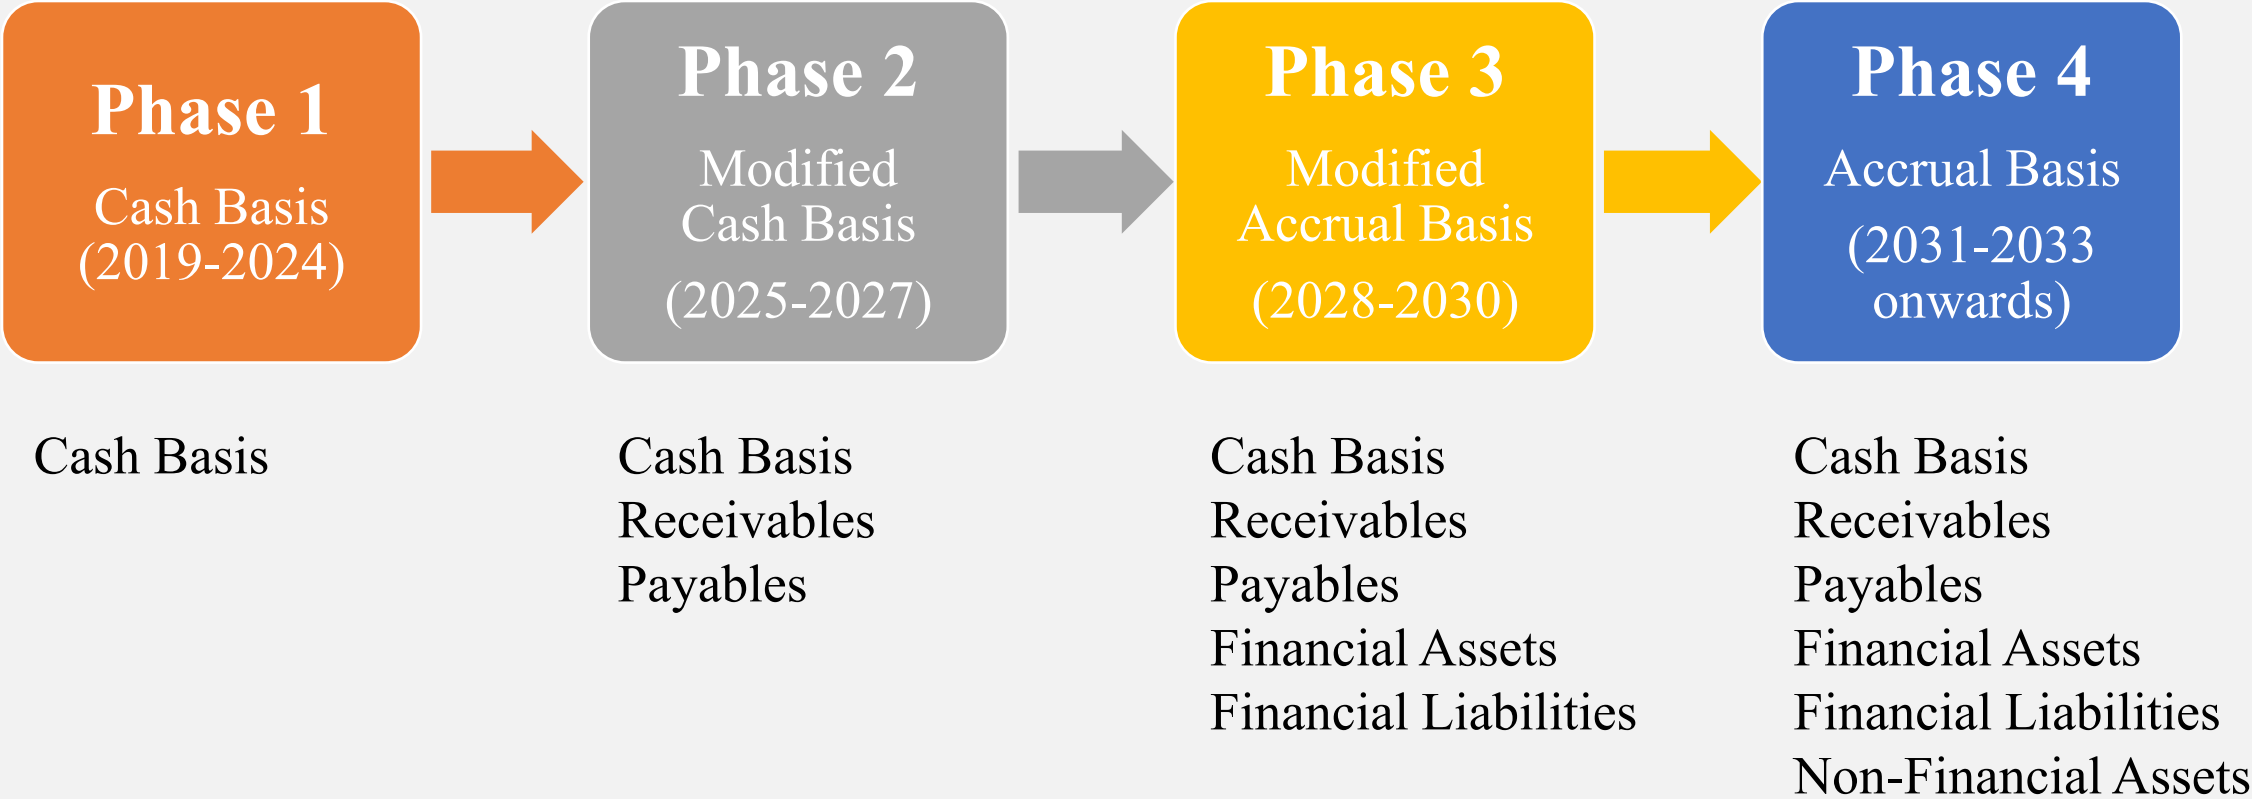 Phase 1
Cash Basis
(2019-2024)
Phase 2
Modified
Cash Basis
(2025-2027)
Phase 3
Modified
Accrual Basis
(2028-2030)
Phase 4
Accrual Basis
(2031-2033
onwards)
Cash Basis
Cash Basis
Receivables
Payables
Cash Basis
Receivables
Payables
Financial Assets
Financial Liabilities
Cash Basis
Receivables
Payables
Financial Assets
Financial Liabilities
Non-Financial Assets